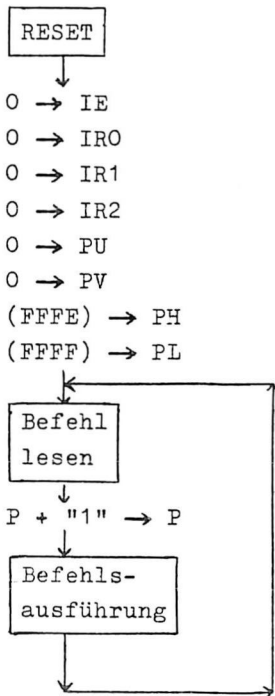 RESET
0 → IE
0 → IR0
0 → IR1
0 → IR2
0 → PU
0 → PV
(FFFE) → PH
(FFFF) → PL
Befehl
lesen
P + "1" → P
Befehls-
ausführung